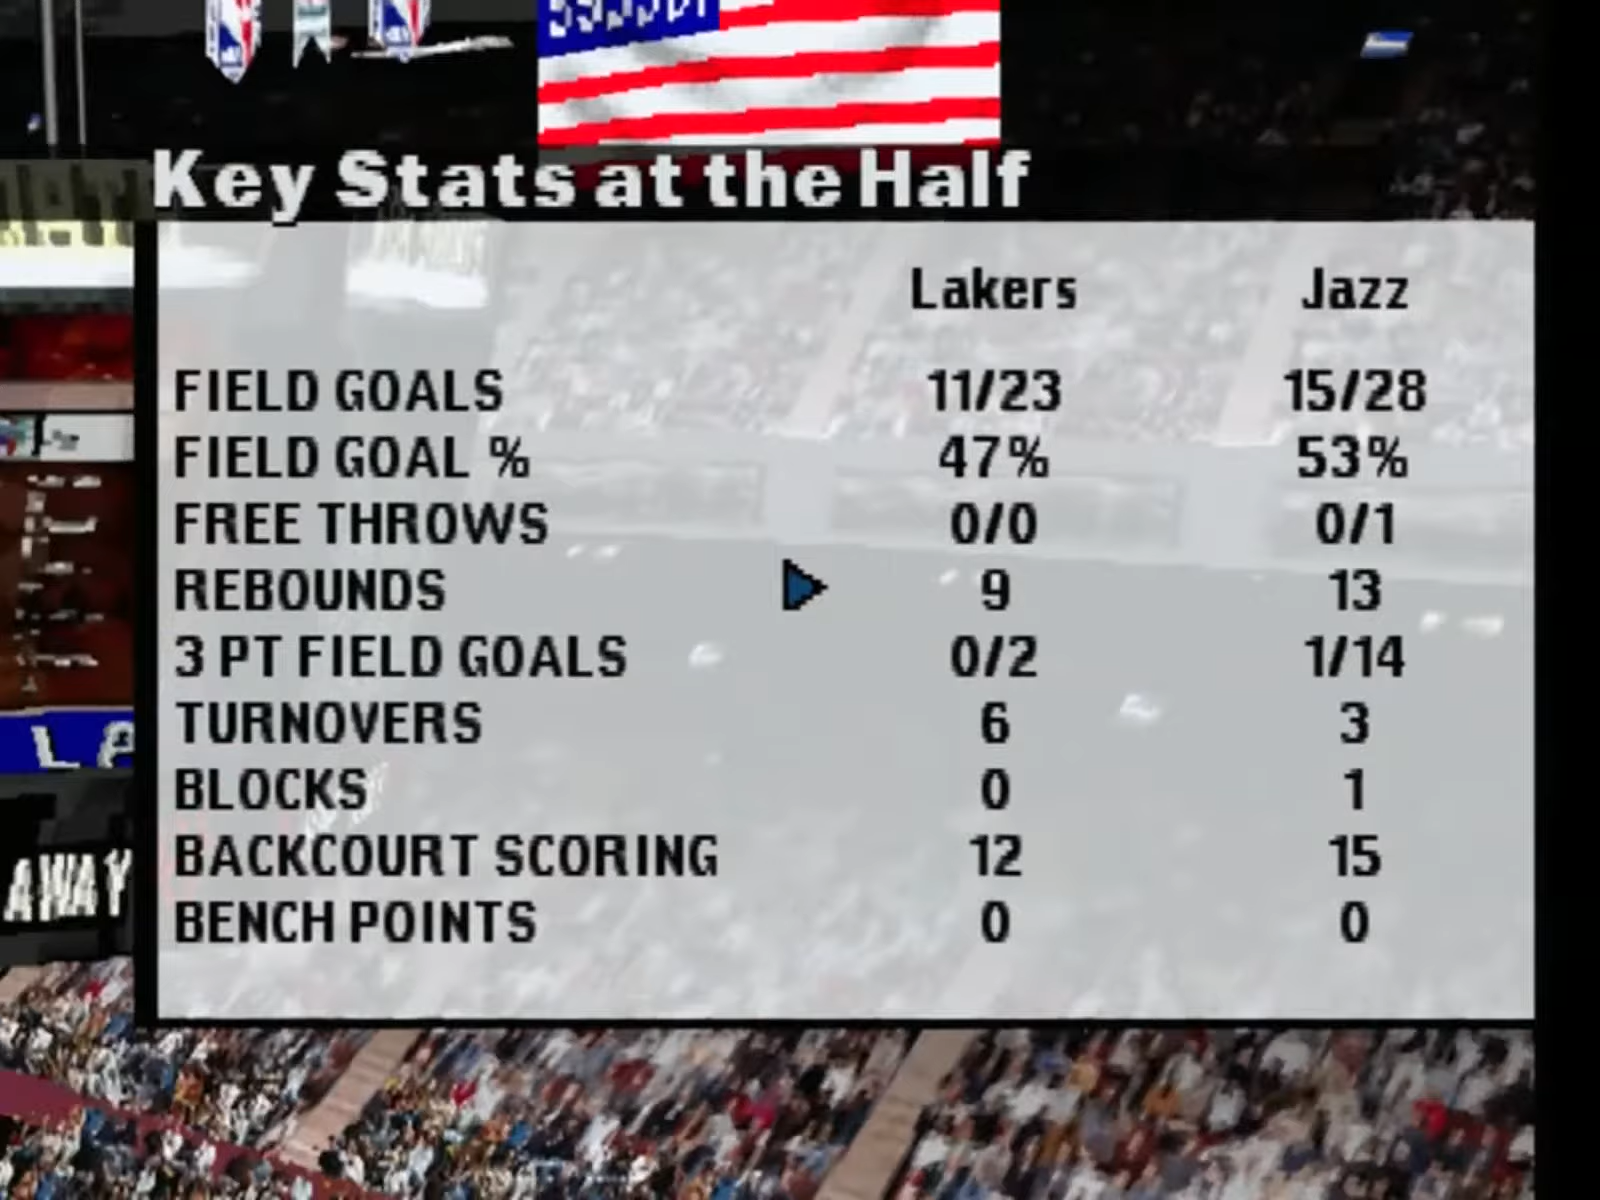 Key Stats at the Half
Lakers Jazz
FIELD GOALS 11/23 15/28
FIELD GOAL % 47% 53%
FREE THROWS 0/0 0/1
REBOUNDS 9 13
3 PT FIELD GOALS 0/2 1/14
TURNOVERS 6 3
BLOCKS 0 1
BACKCOURT SCORING 12 15
BENCH POINTS 0 0
AWAY